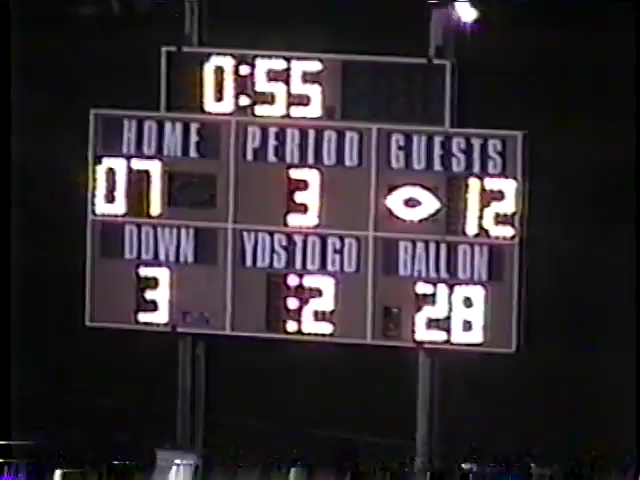 0:55
HOME PERIOD GUESTS
07 3 12
DOWN YDS TO GO BALL ON
3 :2 28